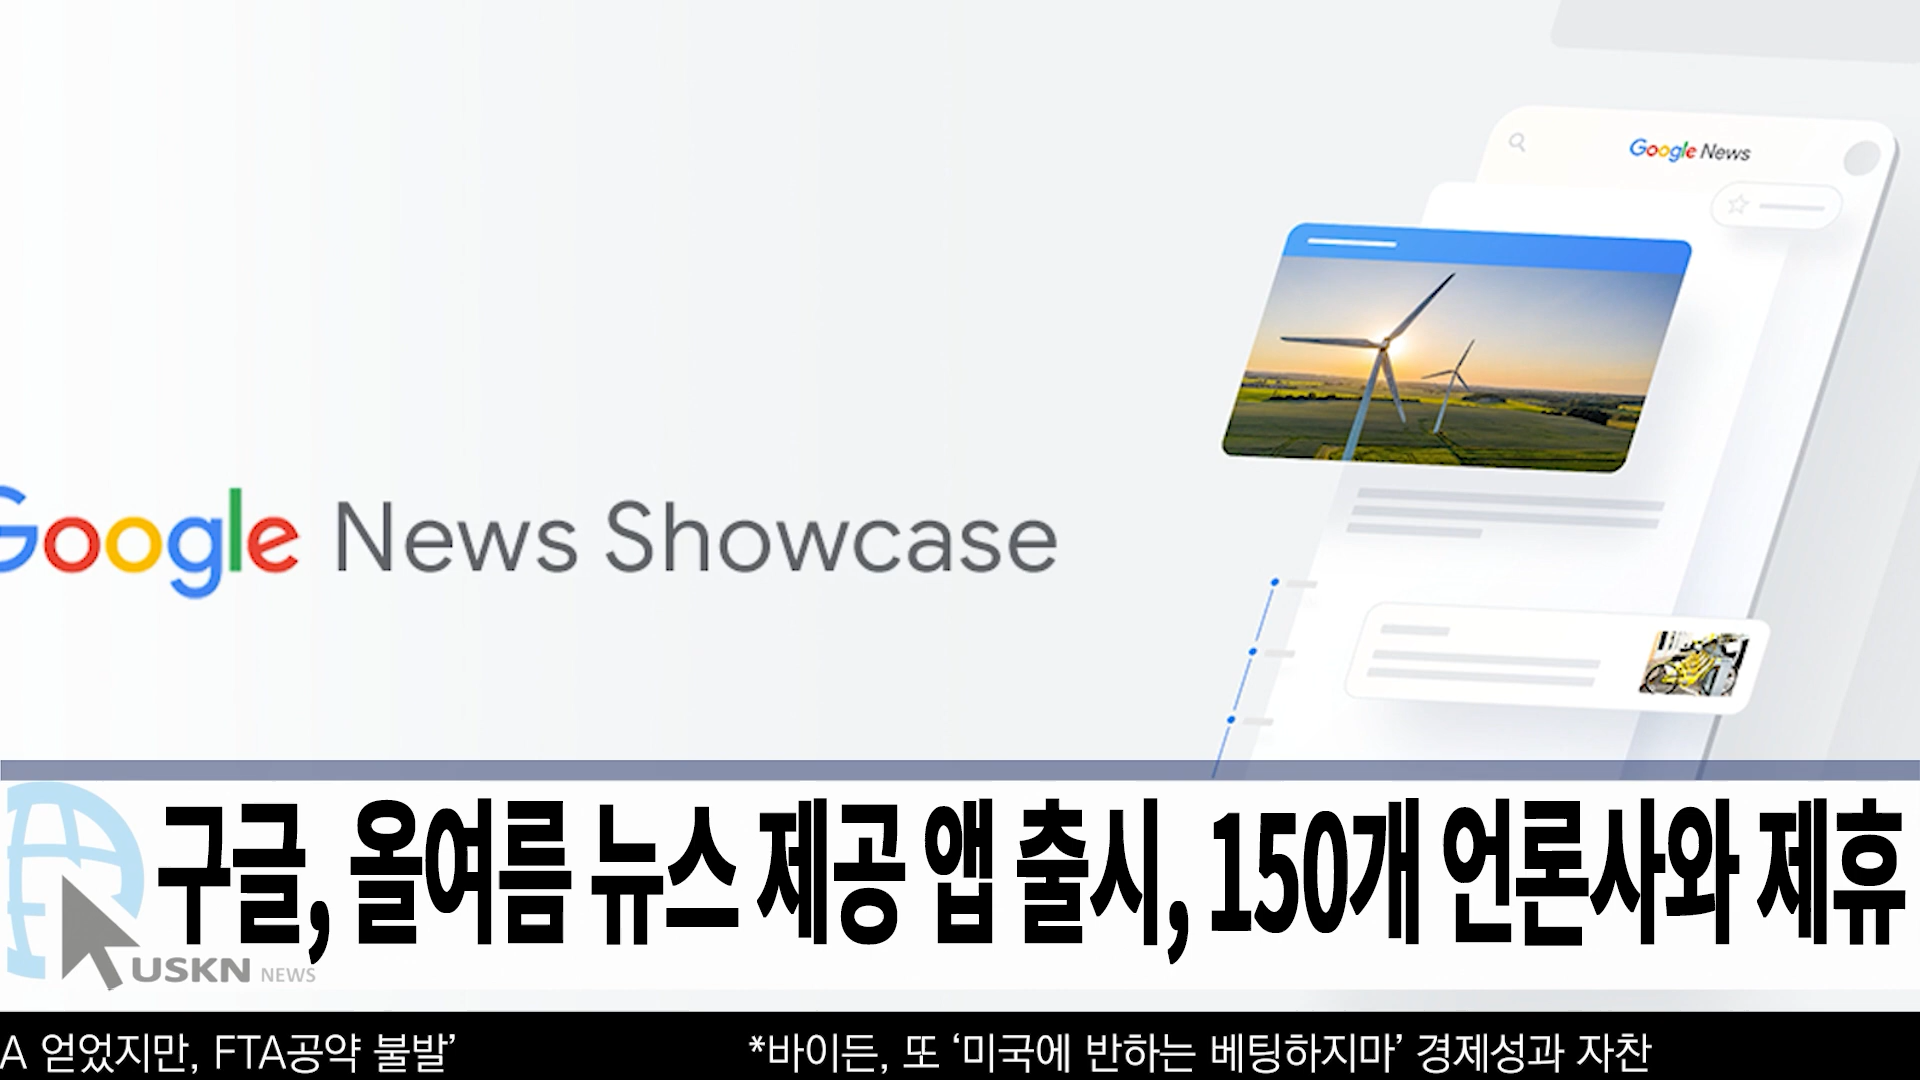 Google News
Google News Showcase
구글, 올여름 뉴스 제공 앱 출시, 150개 언론사와 제휴
USKN NEWS
A 얻었지만, FTA공약 불발’ *바이든, 또 ‘미국에 반하는 베팅하지마’ 경제성과 자찬